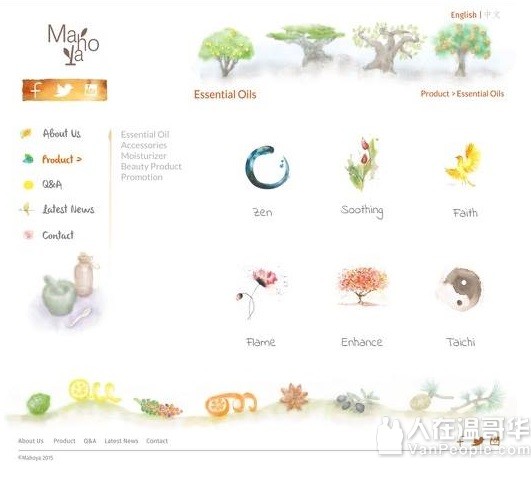 English | 中文
Mahoya
Essential Oils
Product > Essential Oils
About Us
Product >
Q&A
Latest News
Contact
Essential Oil
Accessories
Moisturizer
Beauty Product
Promotion
Zen
Soothing
Faith
Flame
Enhance
Taichi
About Us Product Q&A Latest News Contact
©Mahoya 2015
人在温哥华
VanPeople.com